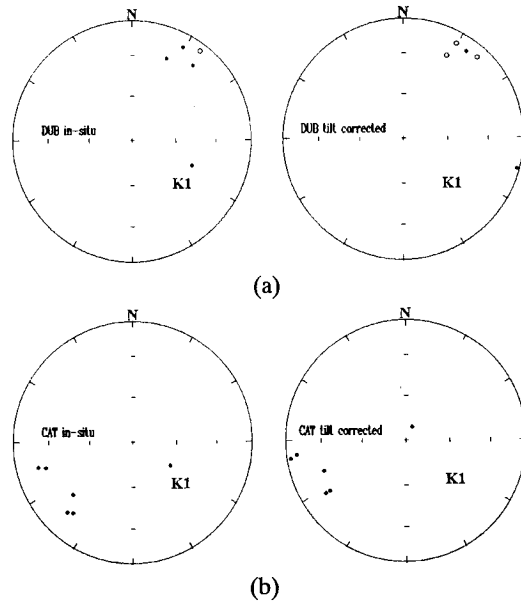 N
N
DUB in-situ
DUB tilt corrected
K1
K1
(a)
N
N
CAT in-situ
CAT tilt corrected
K1
K1
(b)